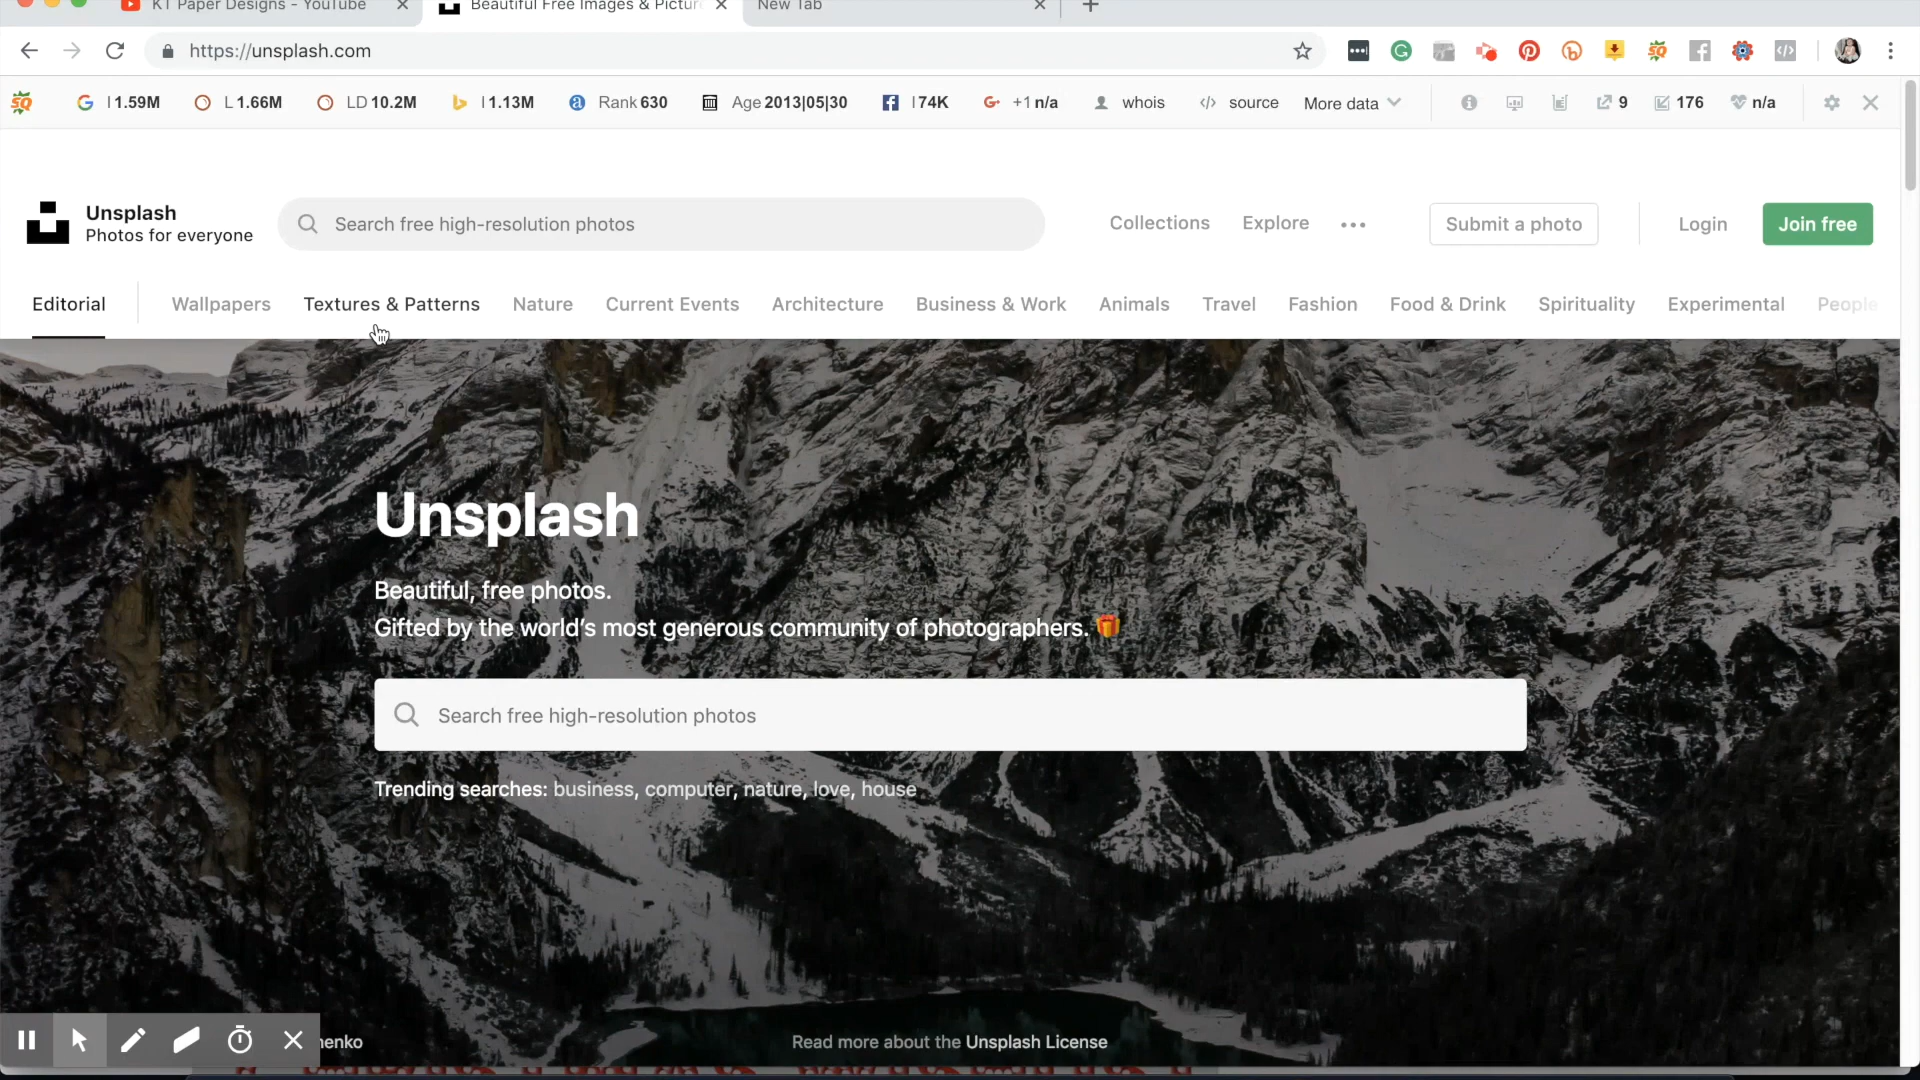 KT Paper Designs - YouTube
Beautiful Free Images & Pictur
New Tab
https://unsplash.com
I 1.59M L 1.66M LD 10.2M I 1.13M Rank 630 Age 2013|05|30 I 74K +1 n/a whois source More data 9 176 n/a
Unsplash
Photos for everyone
Search free high-resolution photos
Collections Explore Submit a photo Login Join free
Editorial Wallpapers Textures & Patterns Nature Current Events Architecture Business & Work Animals Travel Fashion Food & Drink Spirituality Experimental People
Unsplash
Beautiful, free photos.
Gifted by the world's most generous community of photographers.
Search free high-resolution photos
Trending searches: business, computer, nature, love, house
Read more about the Unsplash License